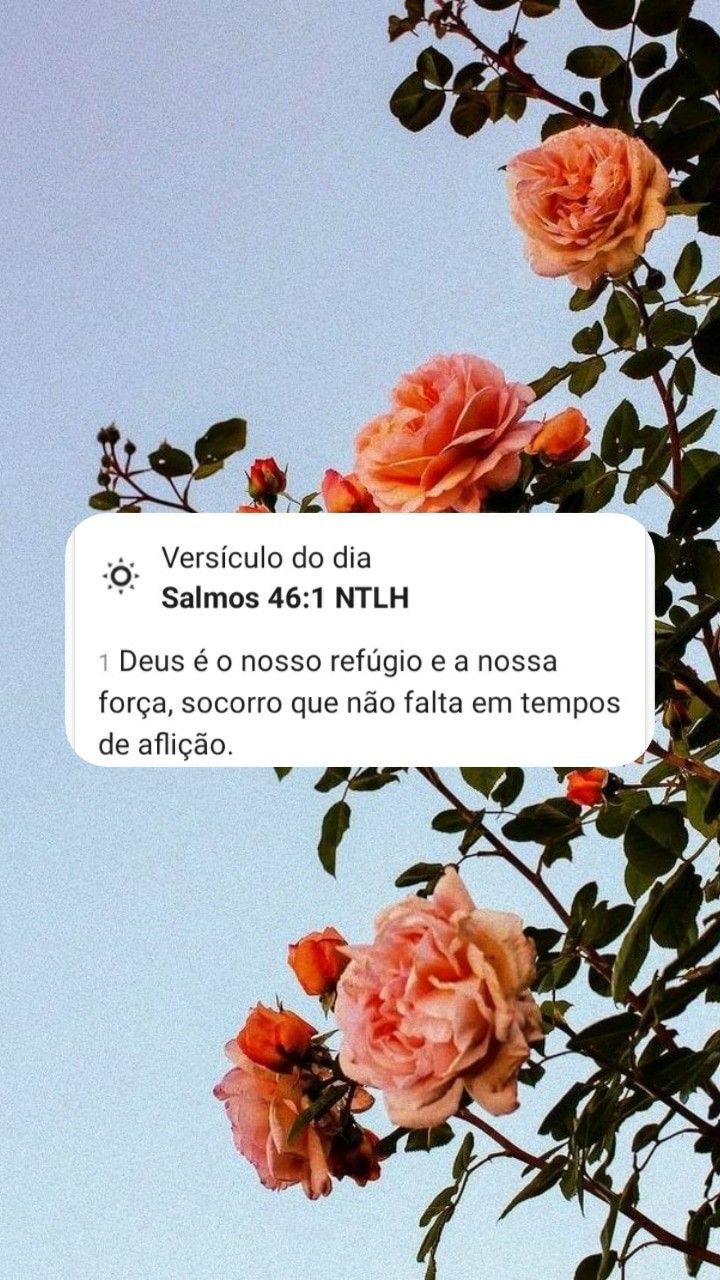 Versículo do dia
Salmos 46:1 NTLH
1 Deus é o nosso refúgio e a nossa
força, socorro que não falta em tempos
de aflição.